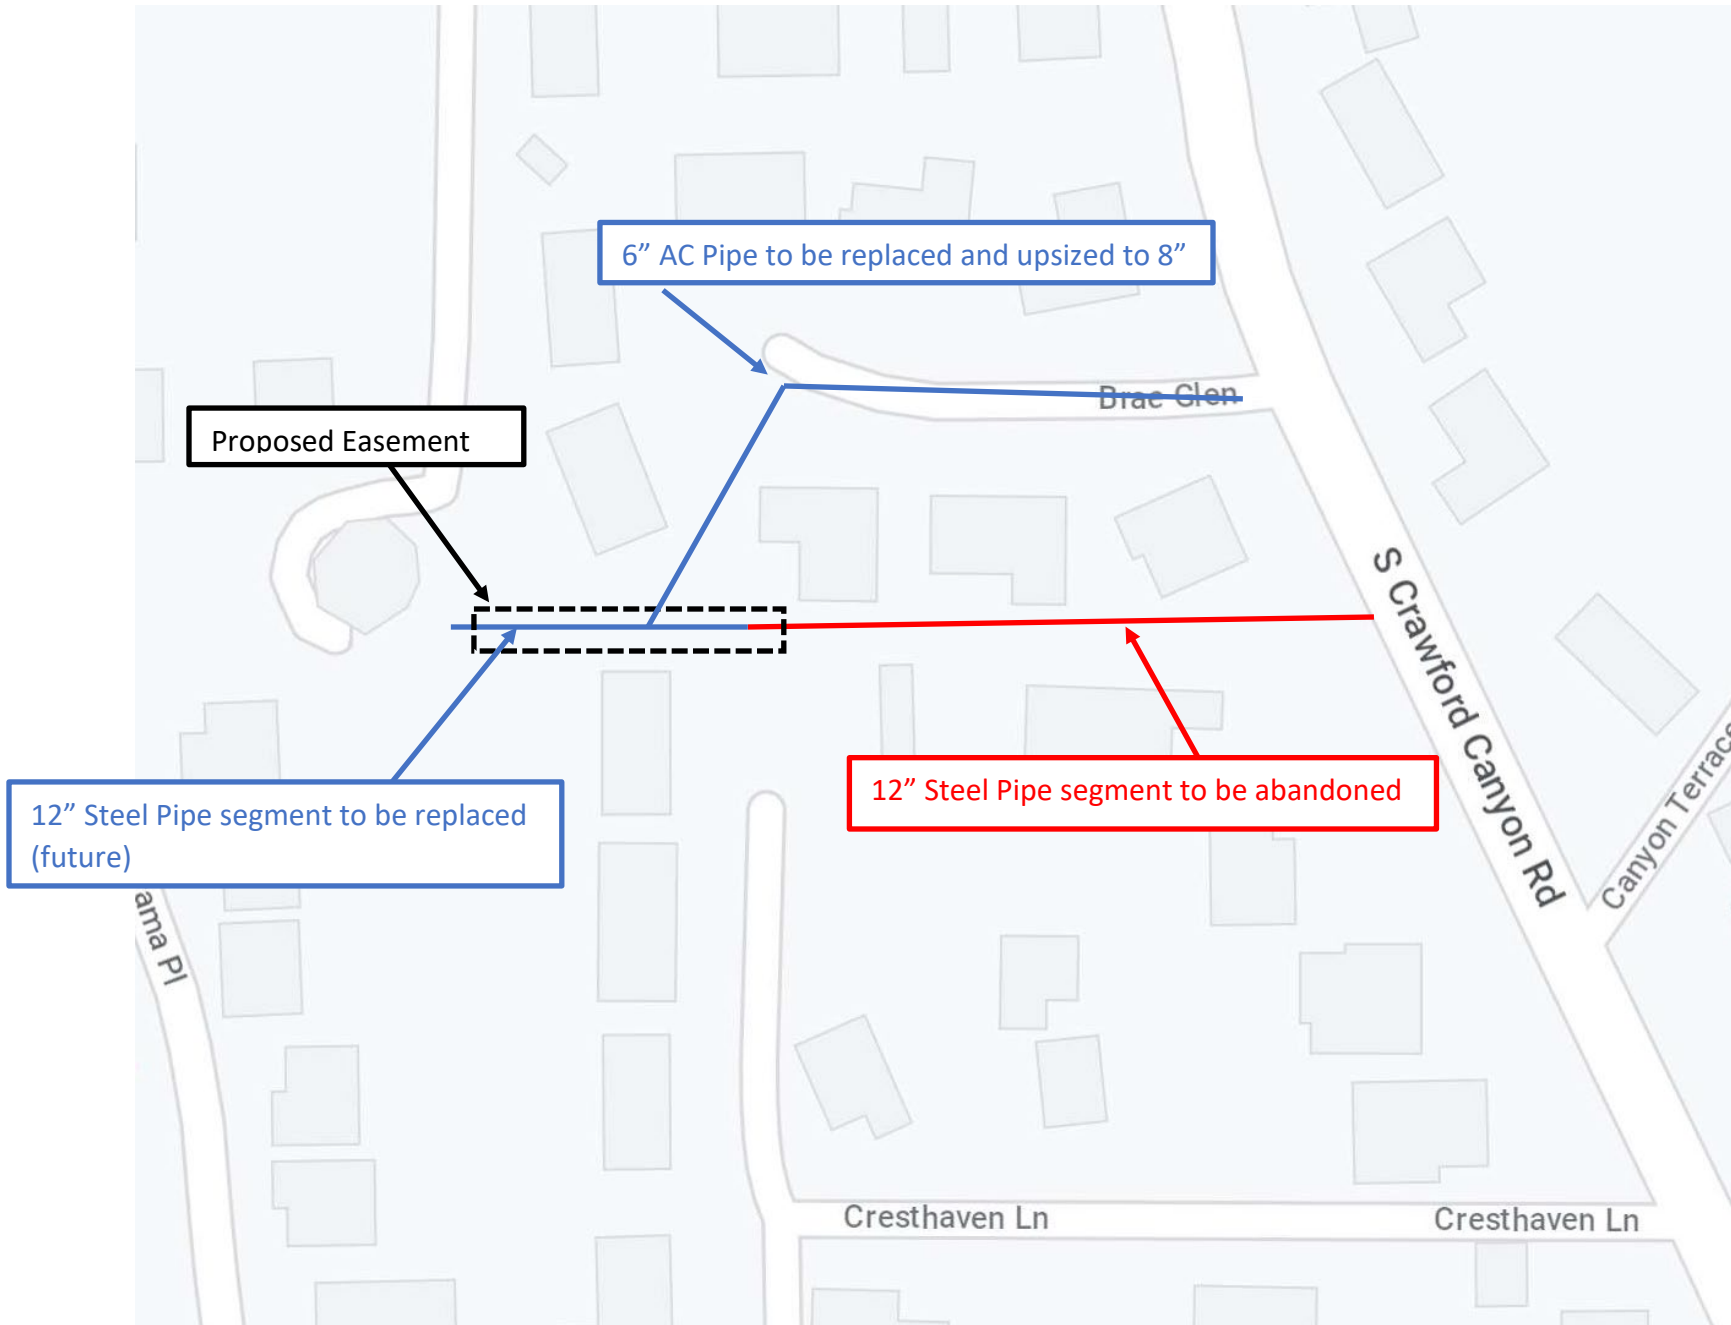 6” AC Pipe to be replaced and upsized to 8”
Brae Glen
Proposed Easement
S Crawford Canyon Rd
Canyon Terrace
12” Steel Pipe segment to be abandoned
12” Steel Pipe segment to be replaced
(future)
ama Pl
Cresthaven Ln
Cresthaven Ln